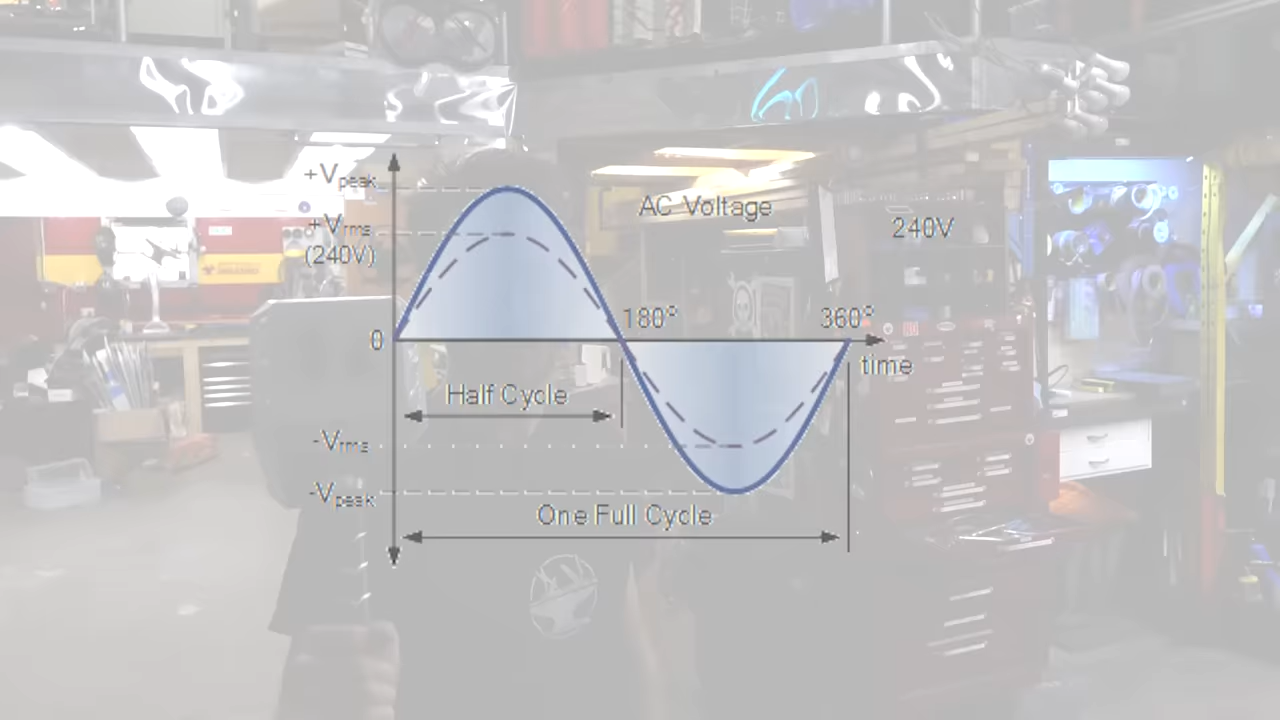 +Vpeak
+Vrms
(240V)
AC Voltage
240V
0
180°
360°
time
Half Cycle
-Vrms
-Vpeak
One Full Cycle